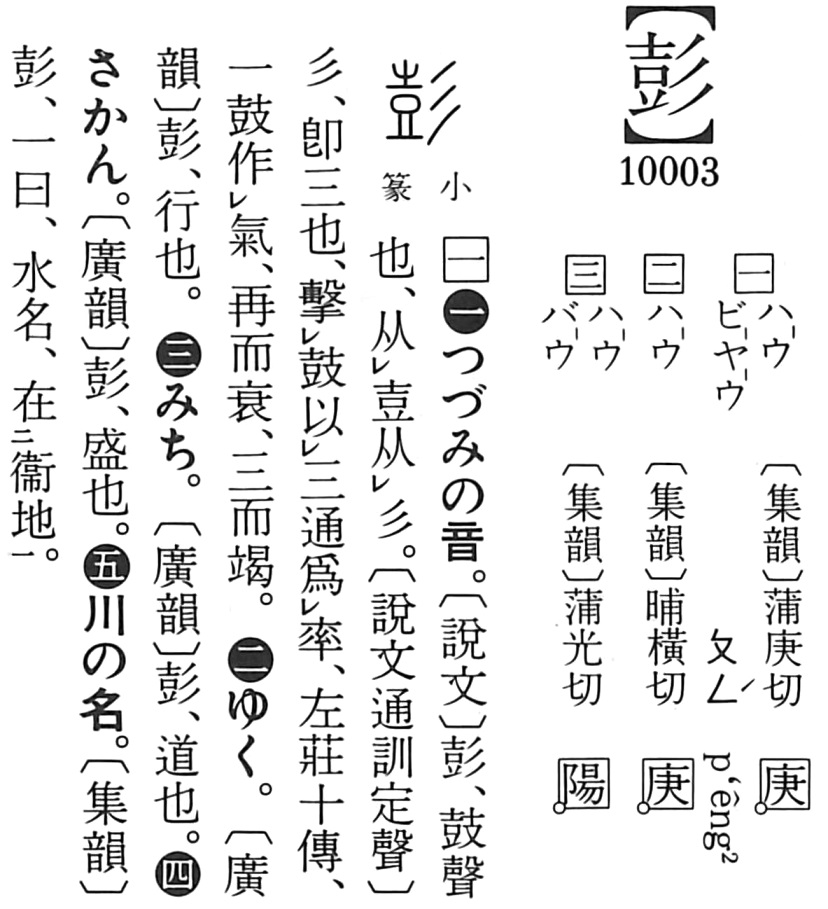 【彭】
10003
一 ハウ 〔集韻〕蒲庚切 庚
ビヤウ ㄆㄥˊ p‘êng²
二 ハウ 〔集韻〕晡橫切 庚
三 ハウ 〔集韻〕蒲光切 陽
バウ
彭 小篆
一 ❶つづみの音。〔說文〕彭、鼓聲
也、从㆑壴从㆑彡。〔說文通訓定聲〕
彡、卽三也、擊㆑鼓以㆑三通爲㆑率、左莊十傳、
一鼓作㆑氣、再而衰、三而竭。❷ゆく。〔廣
韻〕彭、行也。❸みち。〔廣韻〕彭、道也。❹
さかん。〔廣韻〕彭、盛也。❺川の名。〔集韻〕
彭、一曰、水名、在㆓衞地㆒。